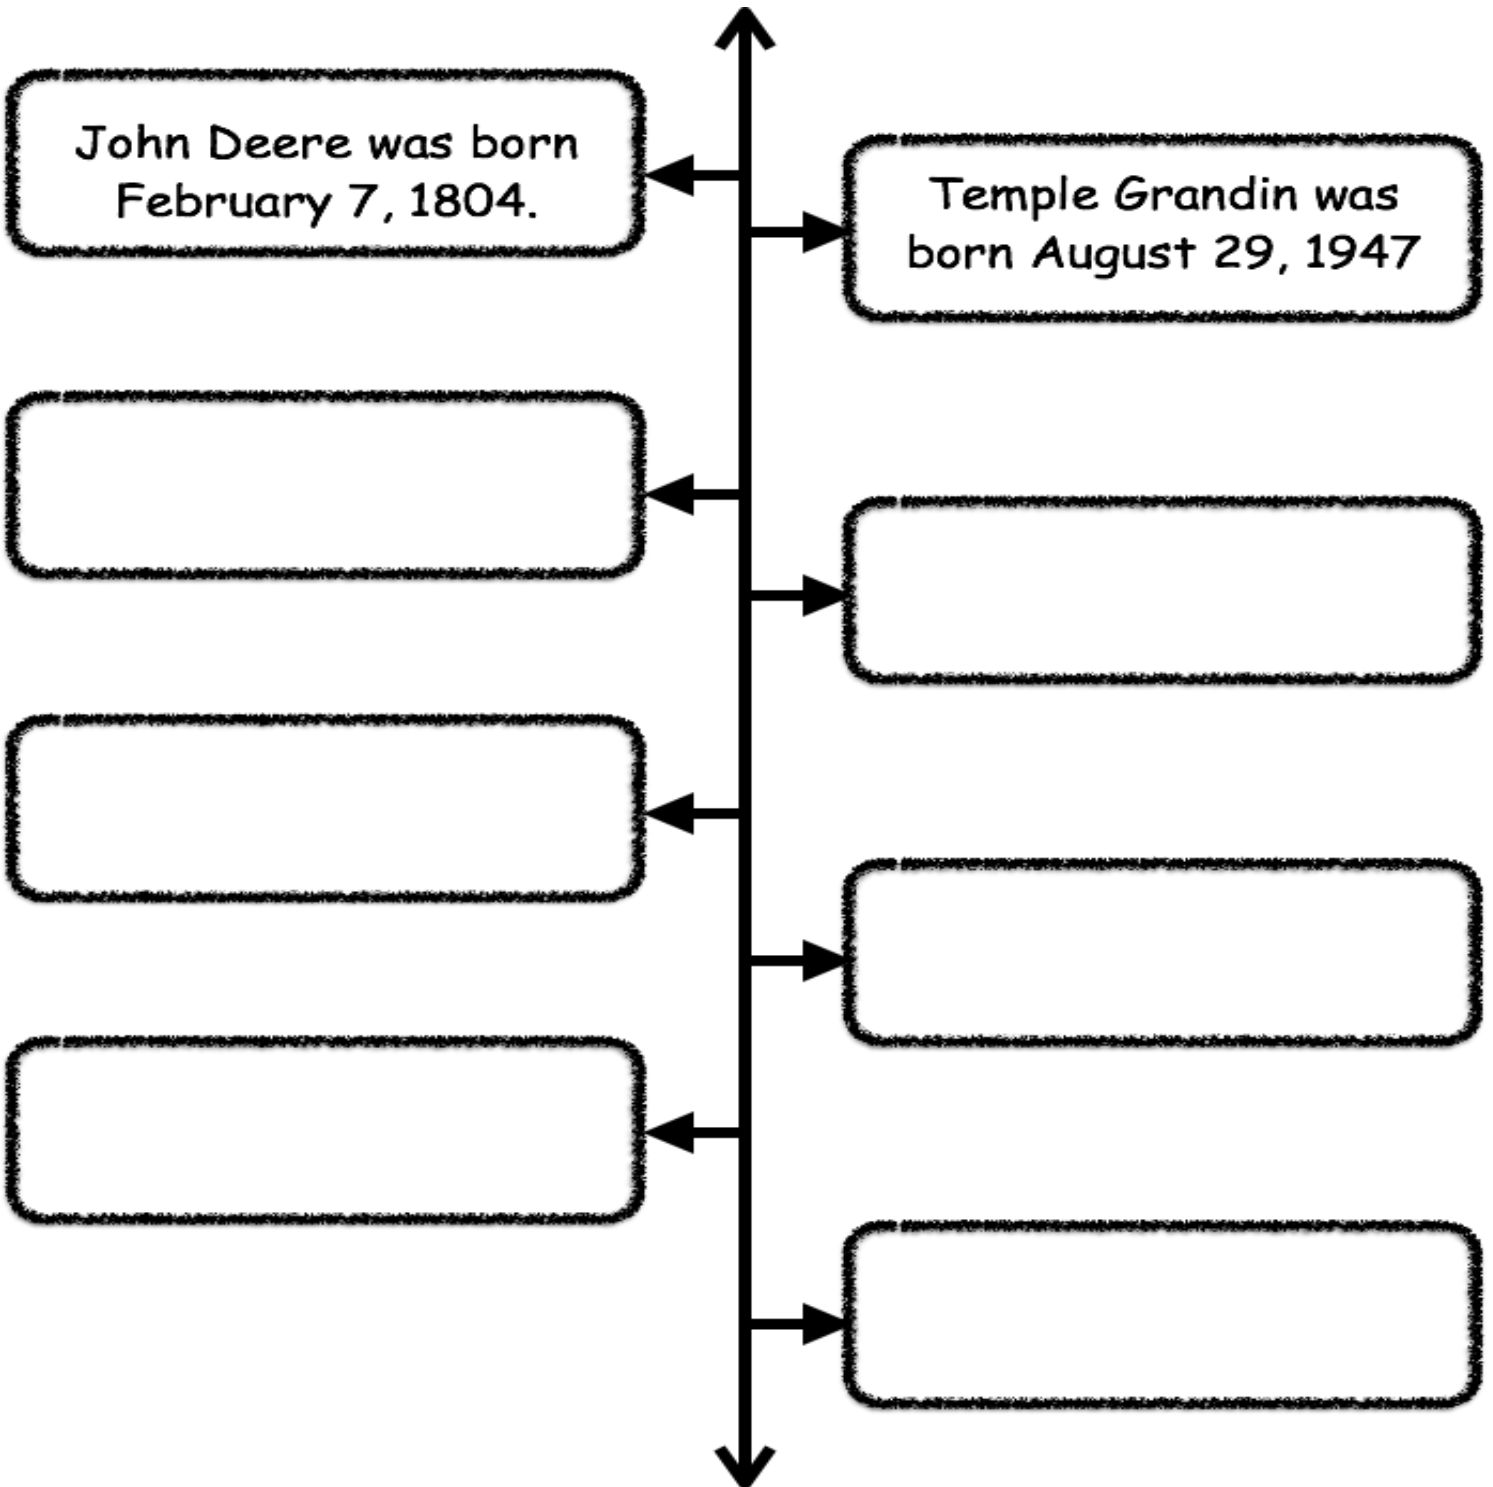 John Deere was born
February 7, 1804.
Temple Grandin was
born August 29, 1947